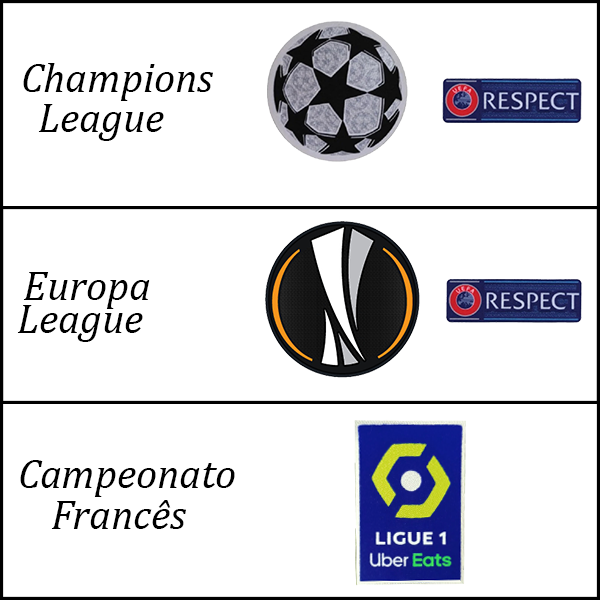 Champions
League
UEFA
RESPECT
Europa
League
UEFA
RESPECT
Campeonato
Francês
LIGUE 1
Uber Eats